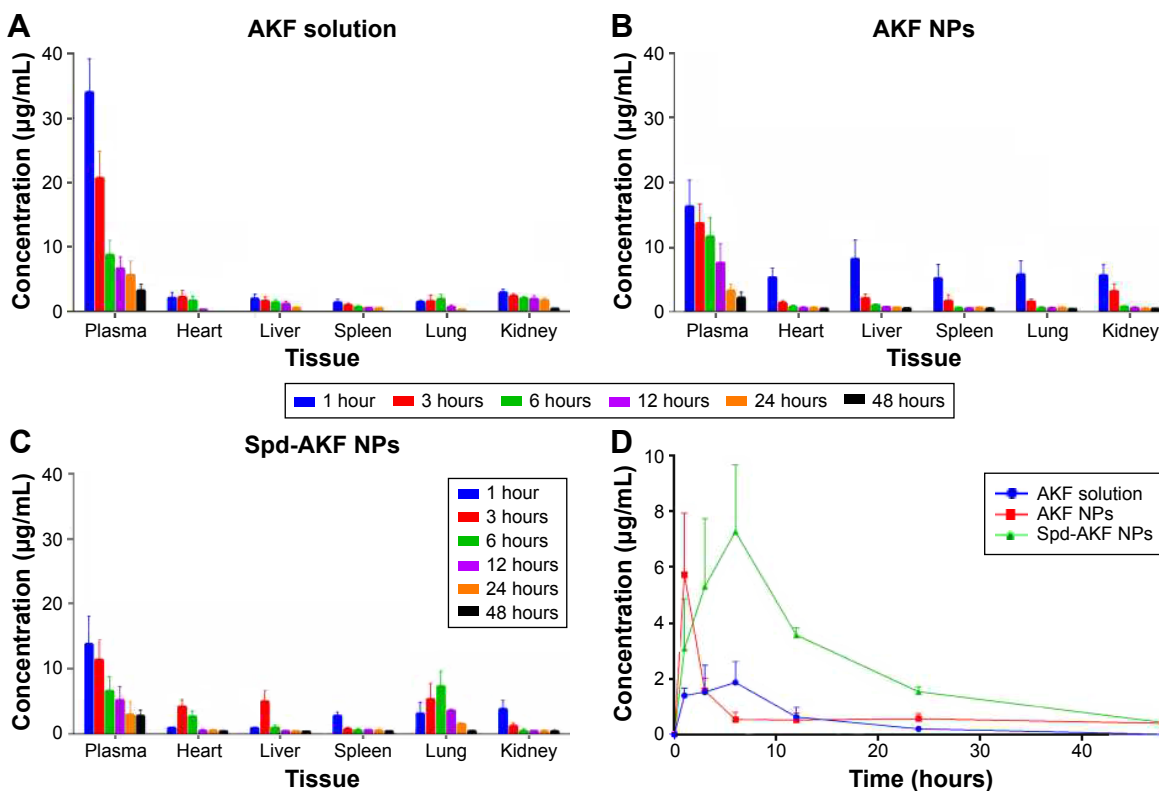 A
AKF solution
Concentration (μg/mL)
40
30
20
10
0
Plasma Heart Liver Spleen Lung Kidney
Tissue
B
AKF NPs
Concentration (μg/mL)
40
30
20
10
0
Plasma Heart Liver Spleen Lung Kidney
Tissue
1 hour 3 hours 6 hours 12 hours 24 hours 48 hours
C
Spd-AKF NPs
Concentration (μg/mL)
40
30
20
10
0
1 hour
3 hours
6 hours
12 hours
24 hours
48 hours
Plasma Heart Liver Spleen Lung Kidney
Tissue
D
Concentration (μg/mL)
10
8
6
4
2
0
AKF solution
AKF NPs
Spd-AKF NPs
0 10 20 30 40
Time (hours)